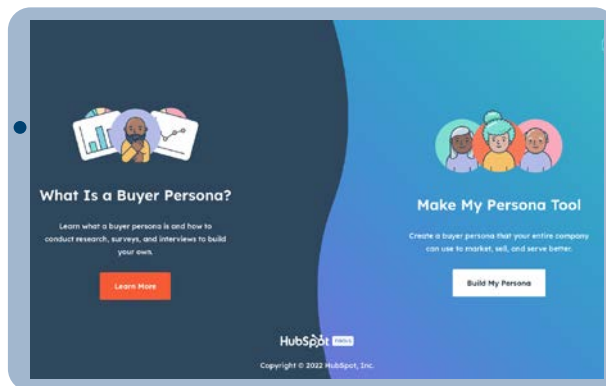 What Is a Buyer Persona?
Learn what a buyer persona is and how to
conduct research, surveys, and interviews to build
your own.
Learn More
Make My Persona Tool
Create a buyer persona that your entire company
can use to market, sell, and serve better.
Build My Persona
HubSpot
Copyright © 2022 HubSpot, Inc.